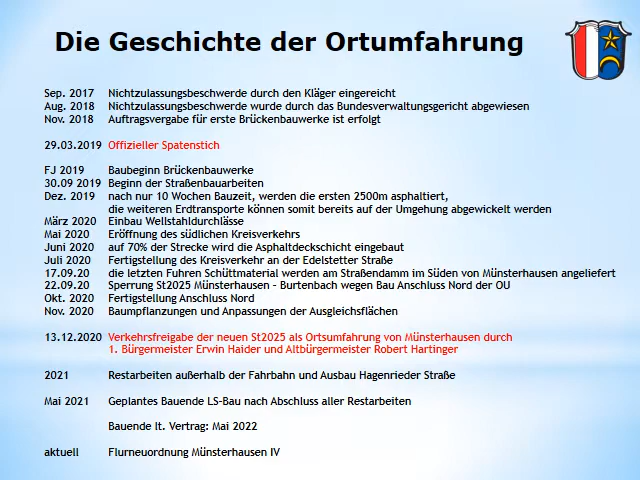 Die Geschichte der Ortumfahrung
Sep. 2017 Nichtzulassungsbeschwerde durch den Kläger eingereicht
Aug. 2018 Nichtzulassungsbeschwerde wurde durch das Bundesverwaltungsgericht abgewiesen
Nov. 2018 Auftragsvergabe für erste Brückenbauwerke ist erfolgt
29.03.2019 Offizieller Spatenstich
FJ 2019 Baubeginn Brückenbauwerke
30.09 2019 Beginn der Straßenbauarbeiten
Dez. 2019 nach nur 10 Wochen Bauzeit, werden die ersten 2500m asphaltiert,
die weiteren Erdtransporte können somit bereits auf der Umgehung abgewickelt werden
März 2020 Einbau Wellstahldurchlässe
Mai 2020 Eröffnung des südlichen Kreisverkehrs
Juni 2020 auf 70% der Strecke wird die Asphaltdeckschicht eingebaut
Juli 2020 Fertigstellung des Kreisverkehr an der Edelstetter Straße
17.09.20 die letzten Fuhren Schüttmaterial werden am Straßendamm im Süden von Münsterhausen angeliefert
22.09.20 Sperrung St2025 Münsterhausen - Burtenbach wegen Bau Anschluss Nord der OU
Okt. 2020 Fertigstellung Anschluss Nord
Nov. 2020 Baumpflanzungen und Anpassungen der Ausgleichsflächen
13.12.2020 Verkehrsfreigabe der neuen St2025 als Ortsumfahrung von Münsterhausen durch
1. Bürgermeister Erwin Haider und Altbürgermeister Robert Hartinger
2021 Restarbeiten außerhalb der Fahrbahn und Ausbau Hagenrieder Straße
Mai 2021 Geplantes Bauende LS-Bau nach Abschluss aller Restarbeiten
Bauende lt. Vertrag: Mai 2022
aktuell Flurneuordnung Münsterhausen IV